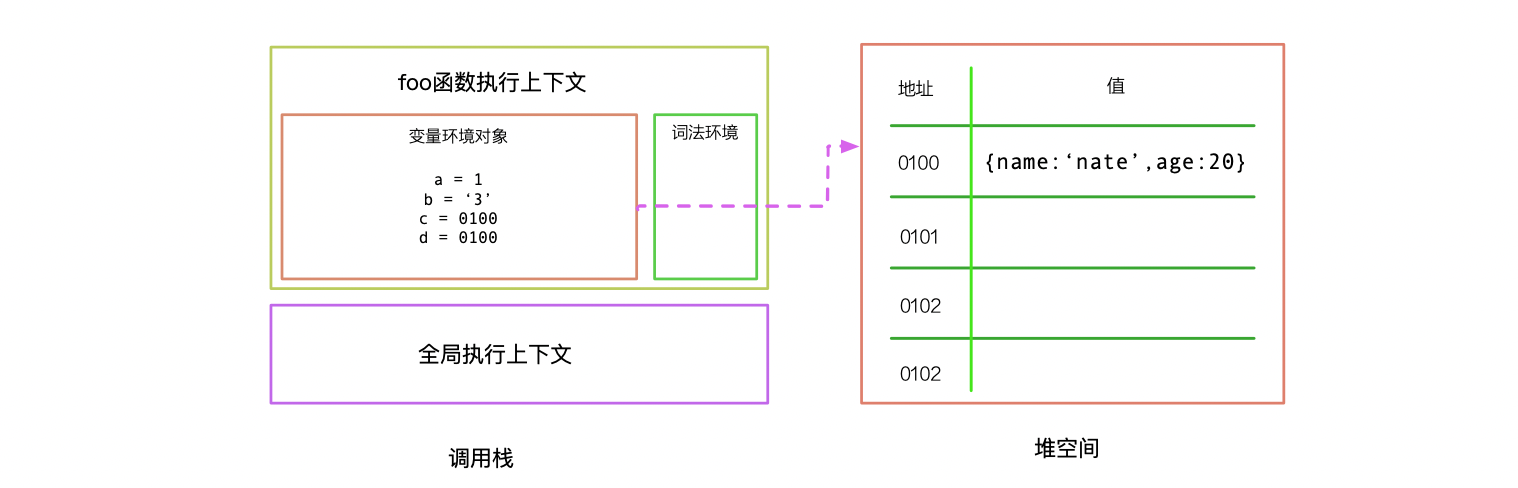 foo函数执行上下文
变量环境对象
a = 1
b = ‘3’
c = 0100
d = 0100
词法环境
全局执行上下文
调用栈
地址 值
0100 {name:‘nate’,age:20}
0101
0102
0102
堆空间